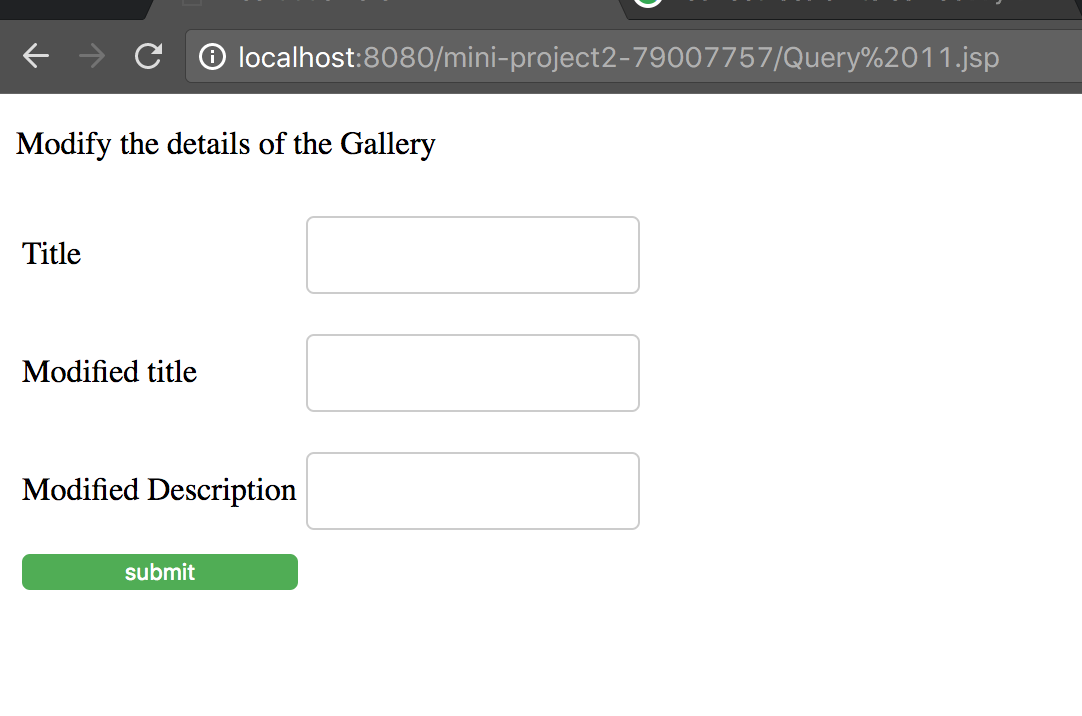 localhost:8080/mini-project2-79007757/Query%2011.jsp
Modify the details of the Gallery
Title
Modified title
Modified Description
submit